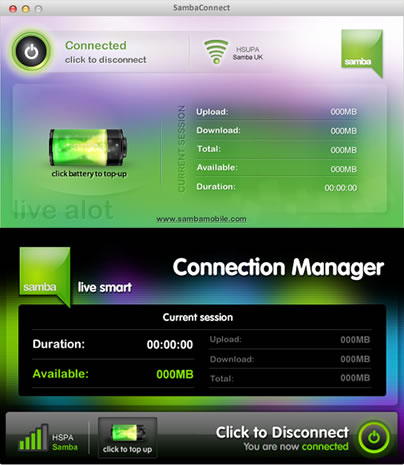 SambaConnect
Connected
click to disconnect
HSUPA
Samba UK
samba
CURRENT SESSION
Upload: 000MB
Download: 000MB
Total: 000MB
Available: 000MB
Duration: 00:00:00
click battery to top-up
live alot
www.sambamobile.com
samba
live smart
Connection Manager
Current session
Duration: 00:00:00
Available: 000MB
Upload: 000MB
Download: 000MB
Total: 000MB
HSPA
Samba
click to top up
Click to Disconnect
You are now connected